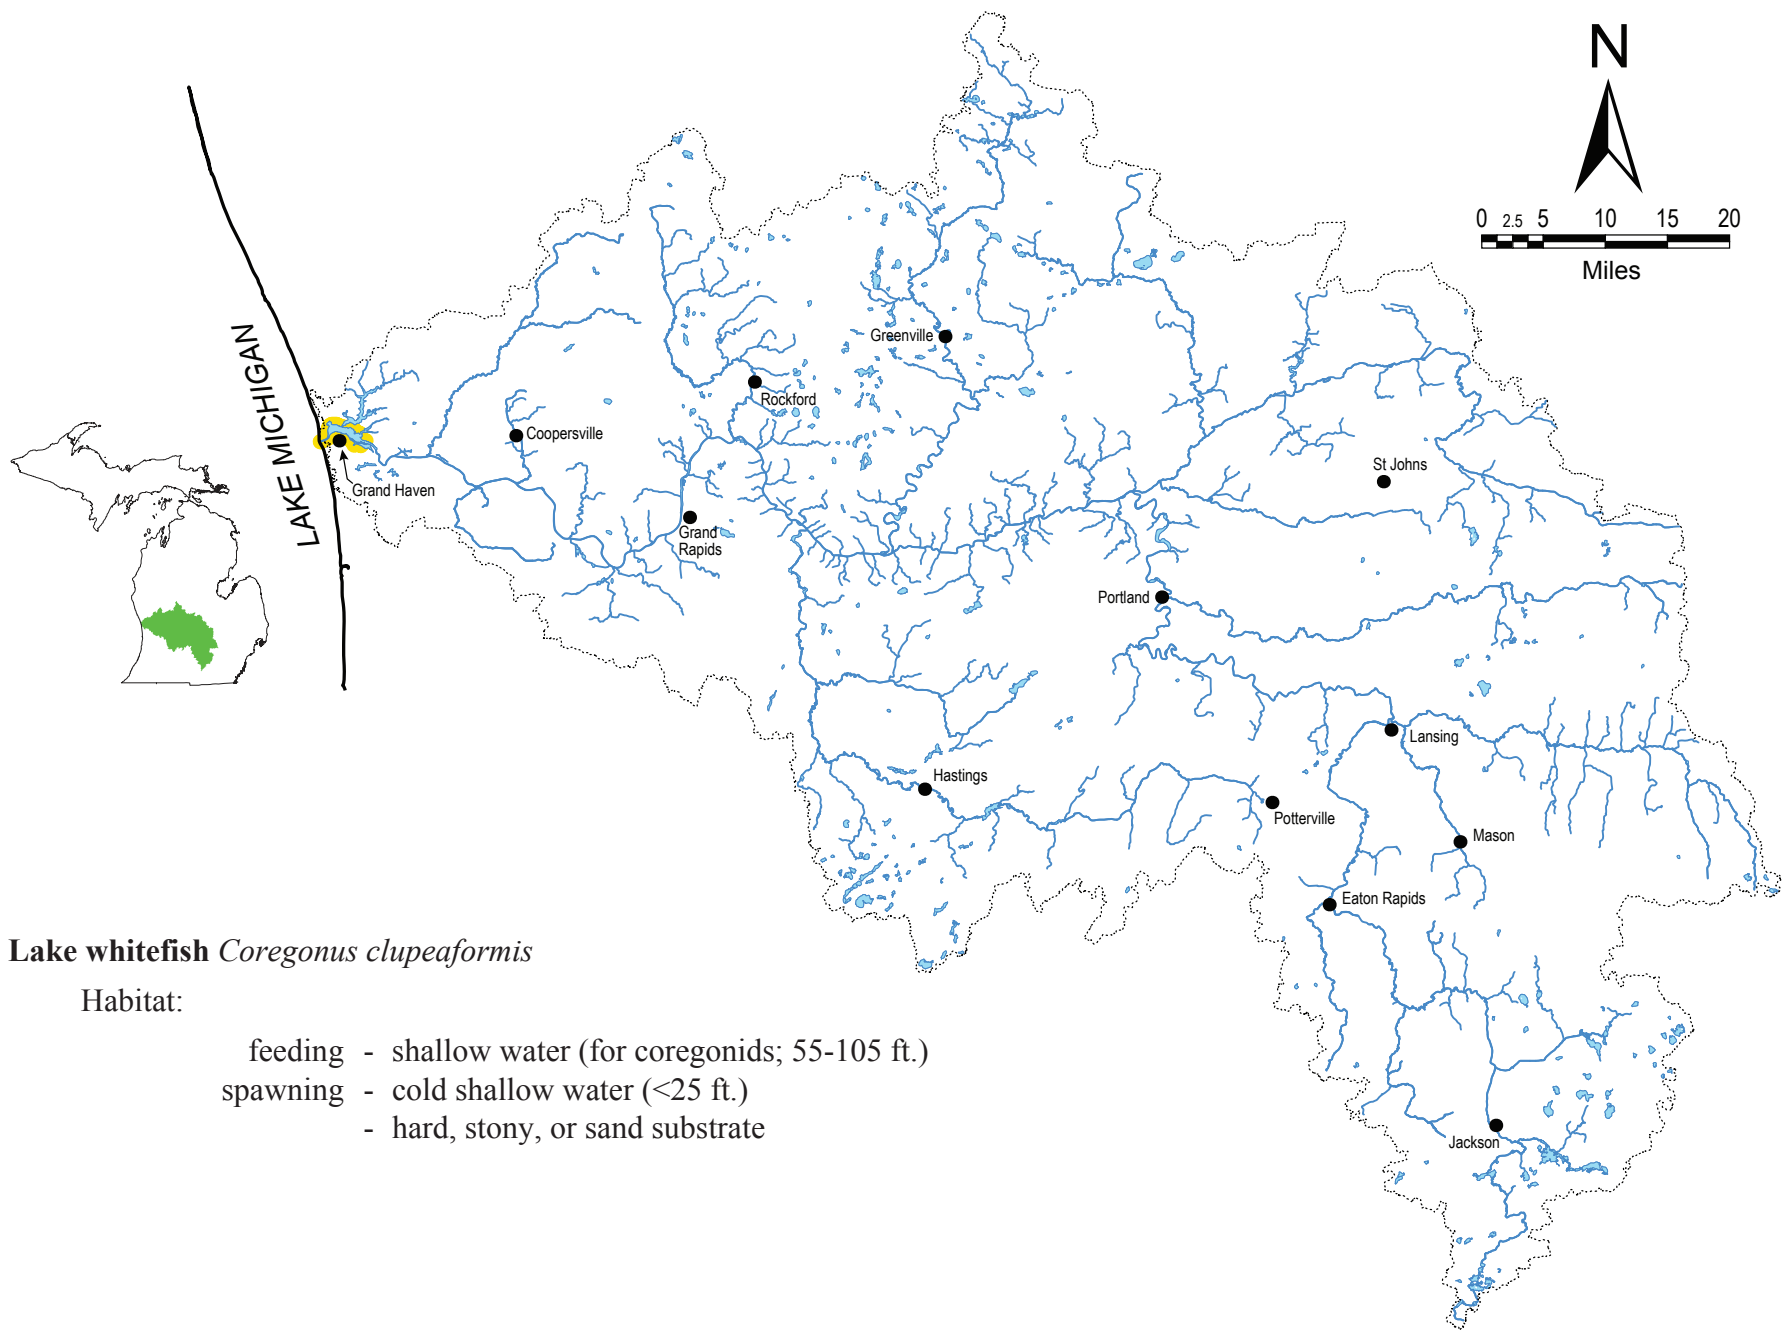 N
0 2.5 5 10 15 20
Miles
LAKE MICHIGAN
Greenville
Rockford
Coopersville
St Johns
Grand Haven
Grand
Rapids
Portland
Lansing
Hastings
Potterville
Mason
Eaton Rapids
Jackson
Lake whitefish Coregonus clupeaformis
Habitat:
feeding - shallow water (for coregonids; 55-105 ft.)
spawning - cold shallow water (<25 ft.)
- hard, stony, or sand substrate